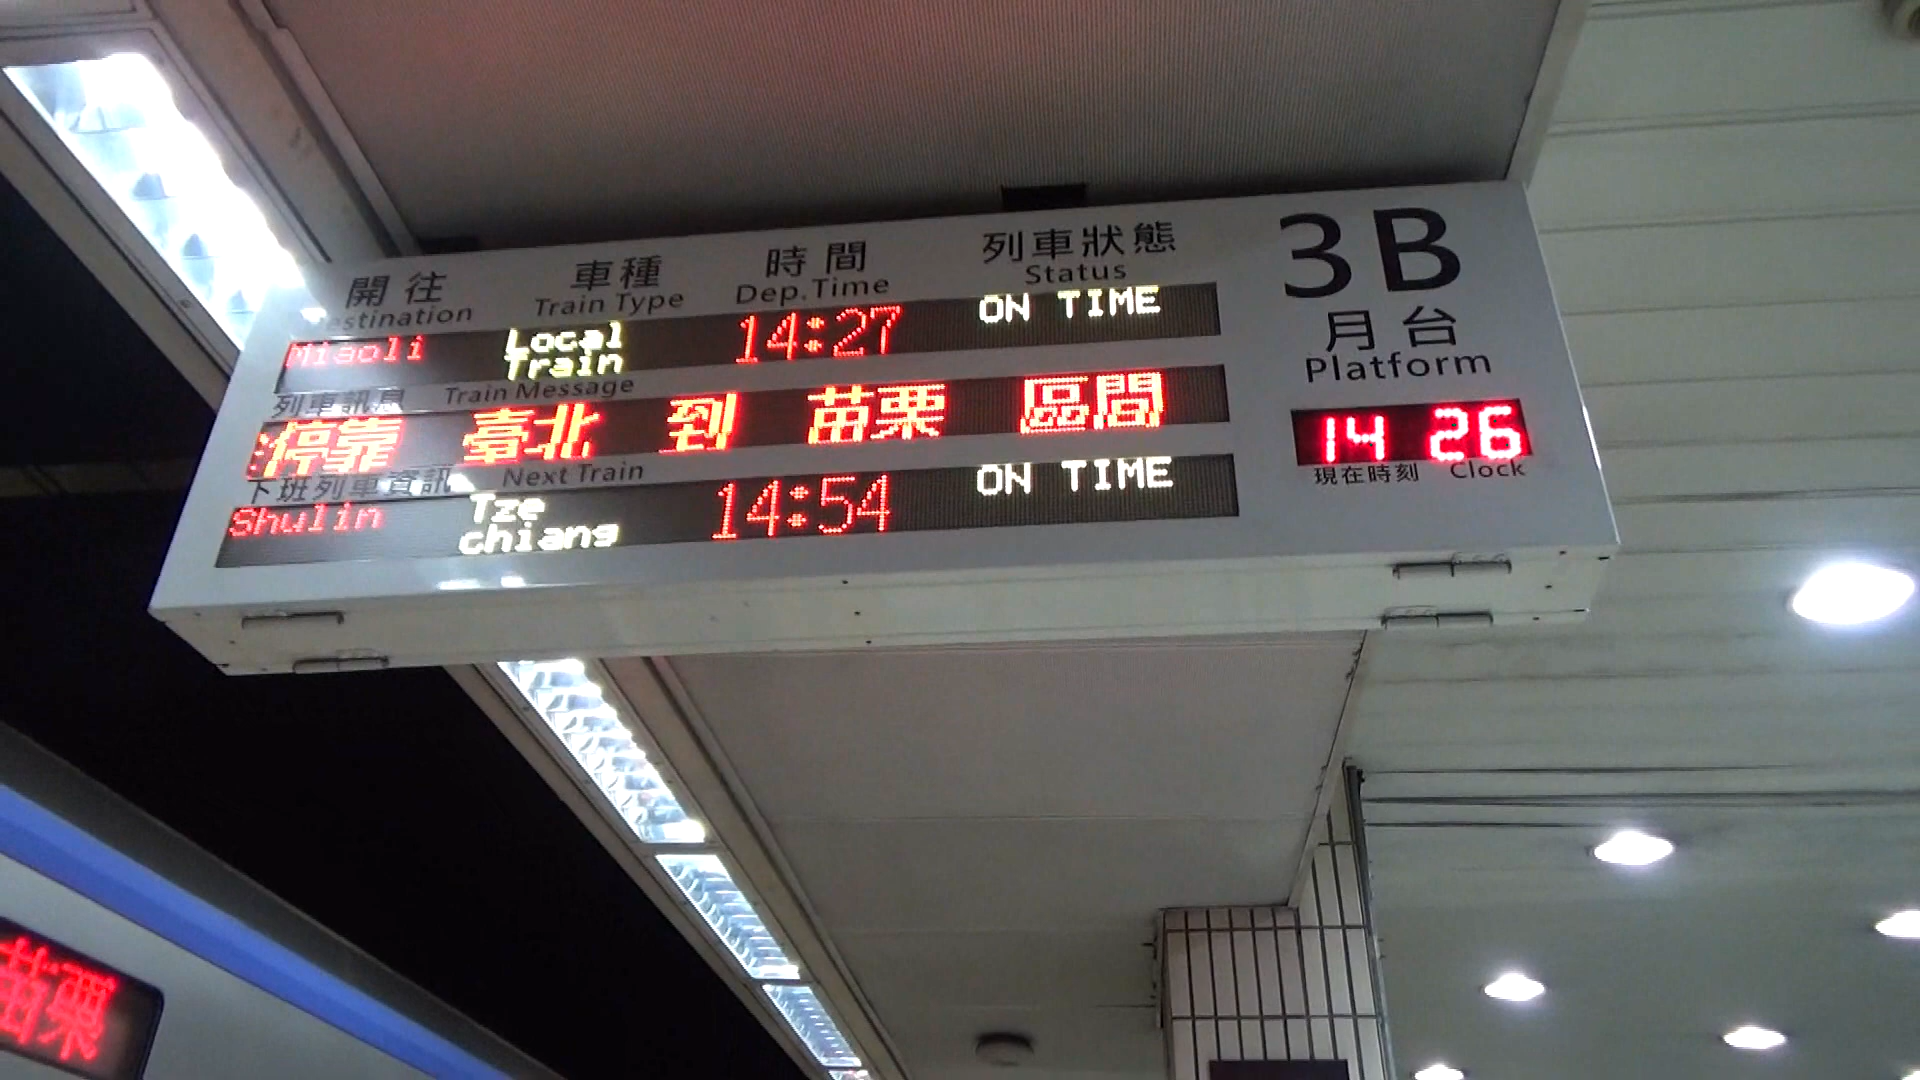 開往 車種 時間 列車狀態 3B
Destination Train Type Dep.Time Status
月台
Platform
Miaoli Local Train 14:27 ON TIME
列車訊息 Train Message
停靠 臺北 到 苗栗 區間
14 26
現在時刻 Clock
下班列車資訊 Next Train
Shulin Tze chiang 14:54 ON TIME
苗栗